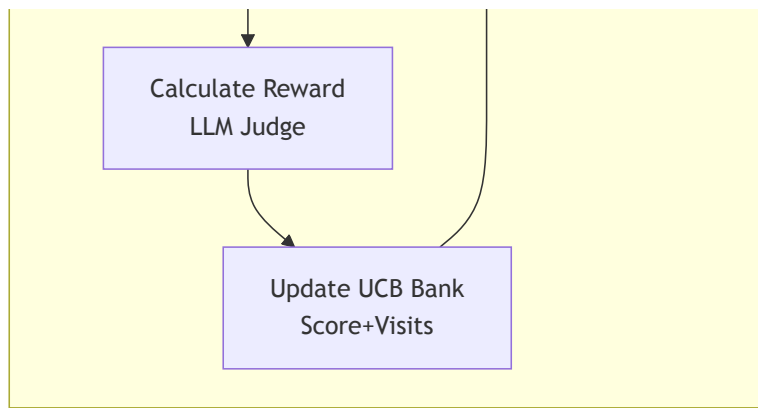 Calculate Reward
LLM Judge
Update UCB Bank
Score+Visits